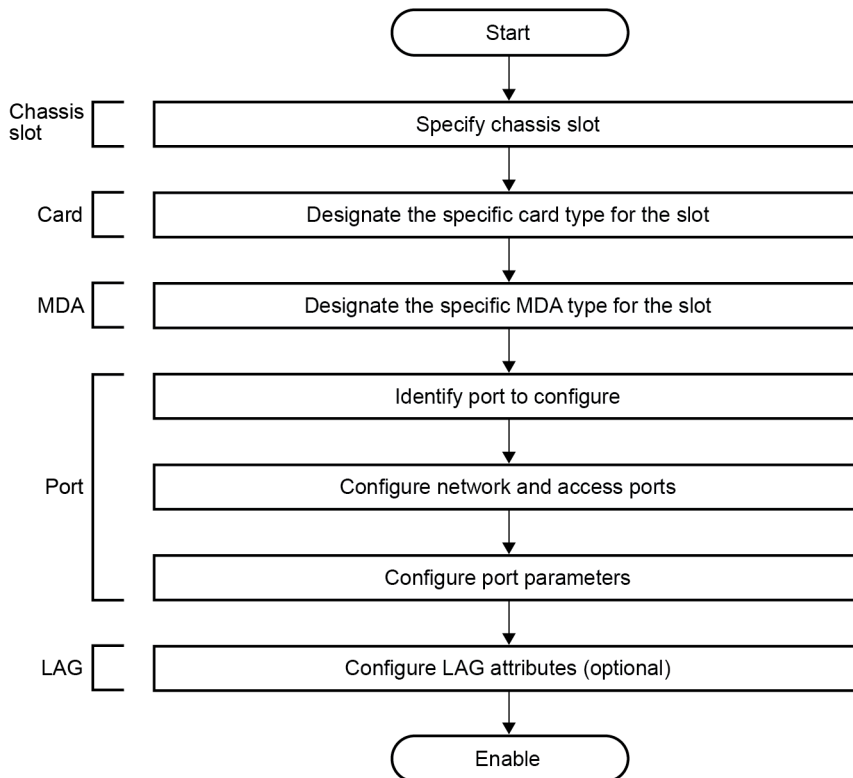 Start
Chassis
slot
Specify chassis slot
Card
Designate the specific card type for the slot
MDA
Designate the specific MDA type for the slot
Port
Identify port to configure
Configure network and access ports
Configure port parameters
LAG
Configure LAG attributes (optional)
Enable